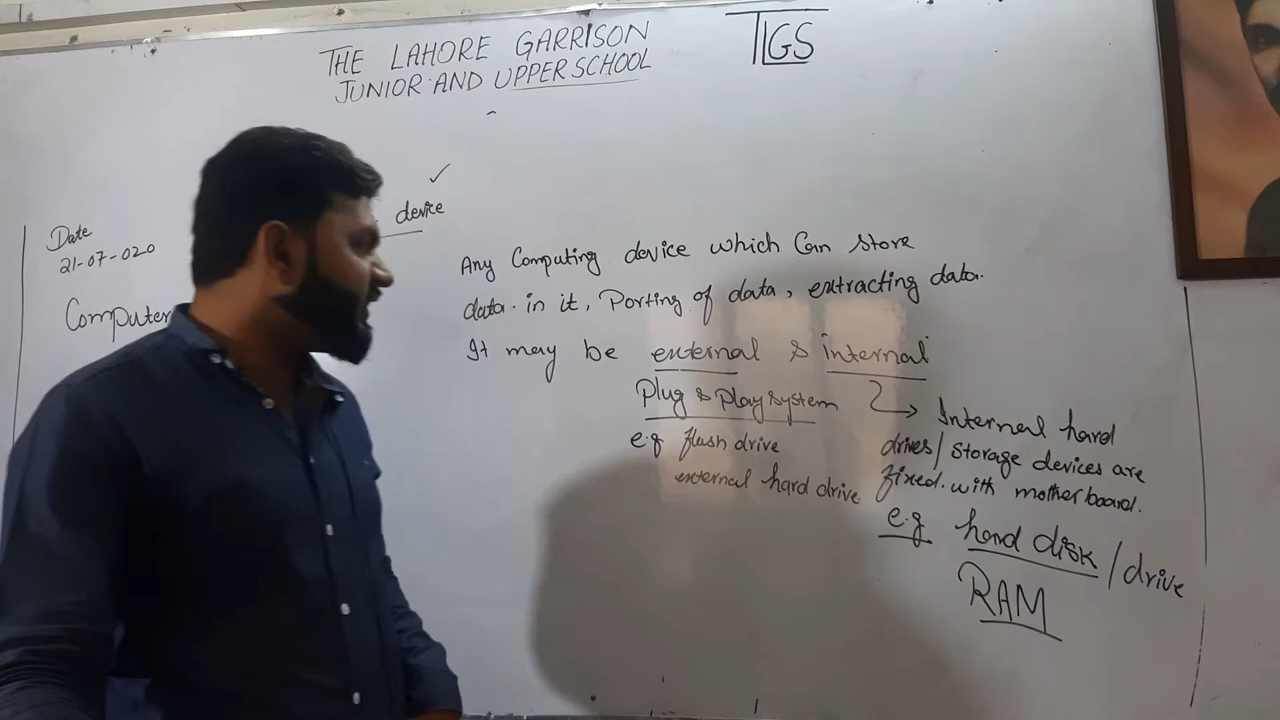 THE LAHORE GARRISON
JUNIOR AND UPPER SCHOOL
TLGS
Date
21-07-020
Computer
device
Any Computing device which Can store
data. in it, Porting of data, extracting data.
It may be external & internal
Plug & Play system
e.g flash drive
external hard drive.
Internal hard
drives/ storage devices are
fixed. with motherboard.
e.g hard disk / drive
RAM